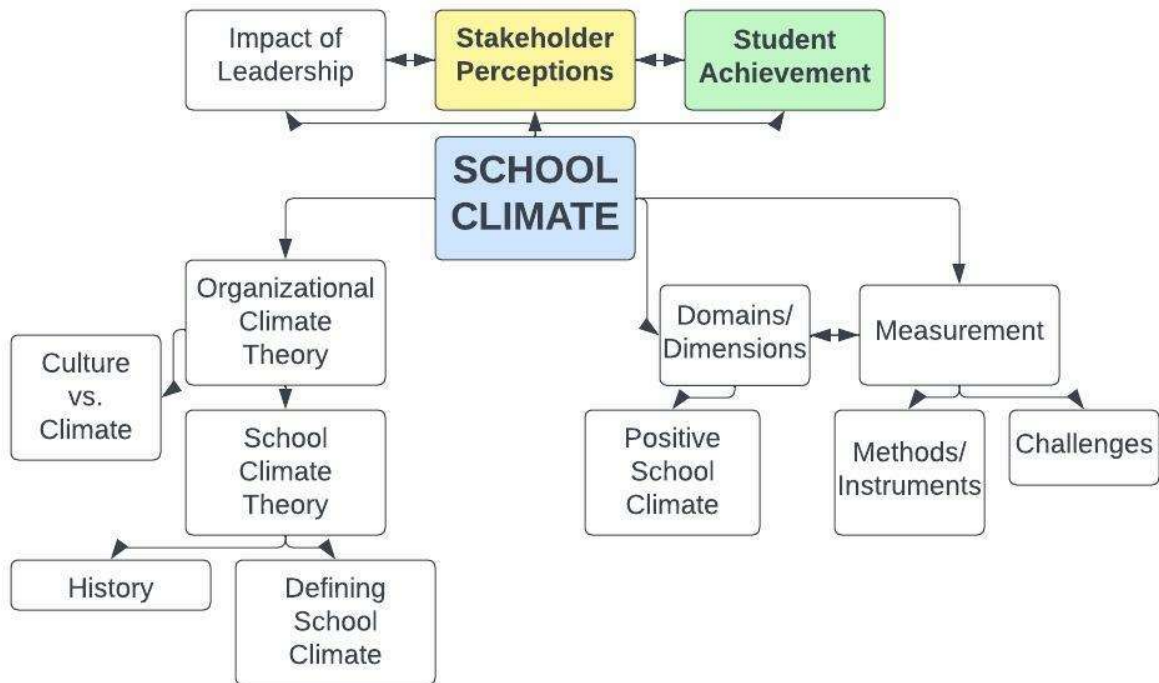 Impact of
Leadership
Stakeholder
Perceptions
Student
Achievement
SCHOOL
CLIMATE
Organizational
Climate
Theory
Culture
vs.
Climate
School
Climate
Theory
History
Defining
School
Climate
Domains/
Dimensions
Measurement
Positive
School
Climate
Methods/
Instruments
Challenges